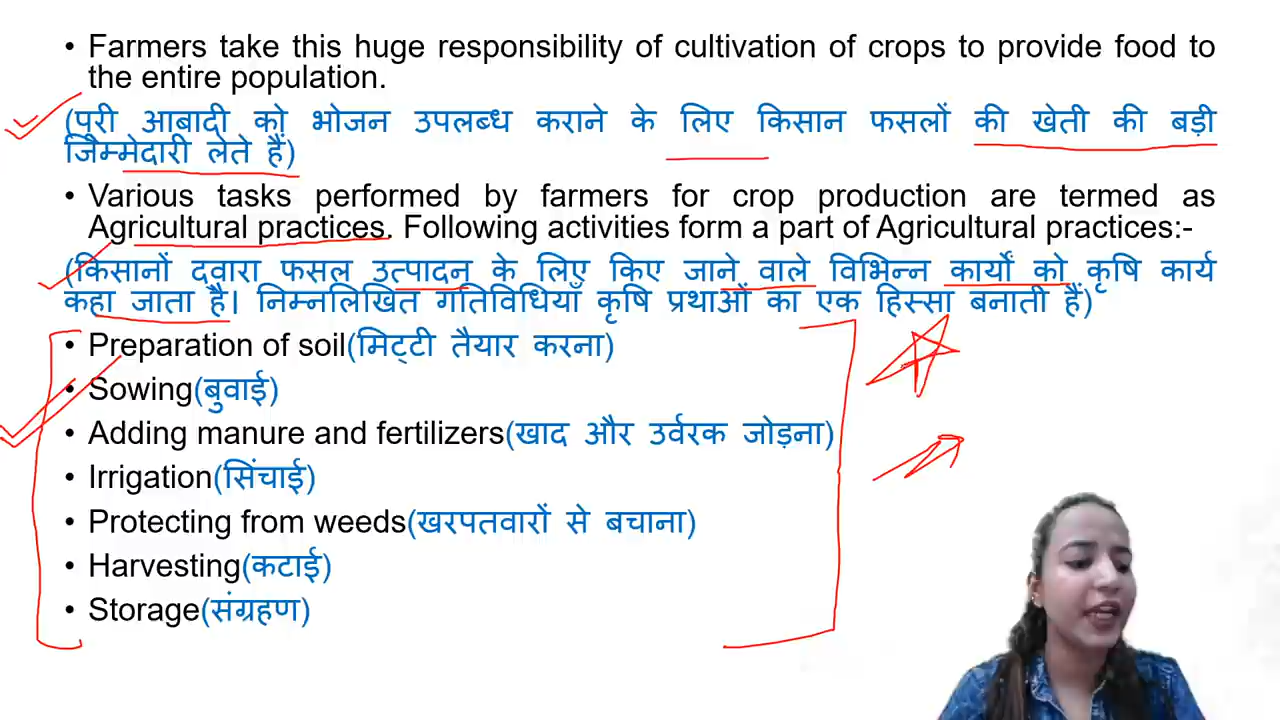 • Farmers take this huge responsibility of cultivation of crops to provide food to
the entire population.
(पूरी आबादी को भोजन उपलब्ध कराने के लिए किसान फसलों की खेती की बड़ी
जिम्मेदारी लेते हैं)
• Various tasks performed by farmers for crop production are termed as
Agricultural practices. Following activities form a part of Agricultural practices:-
(किसानों द्वारा फसल उत्पादन के लिए किए जाने वाले विभिन्न कार्यों को कृषि कार्य
कहा जाता है। निम्नलिखित गतिविधियाँ कृषि प्रथाओं का एक हिस्सा बनाती हैं)
• Preparation of soil(मिट्टी तैयार करना)
• Sowing(बुवाई)
• Adding manure and fertilizers(खाद और उर्वरक जोड़ना)
• Irrigation(सिंचाई)
• Protecting from weeds(खरपतवारों से बचाना)
• Harvesting(कटाई)
• Storage(संग्रहण)